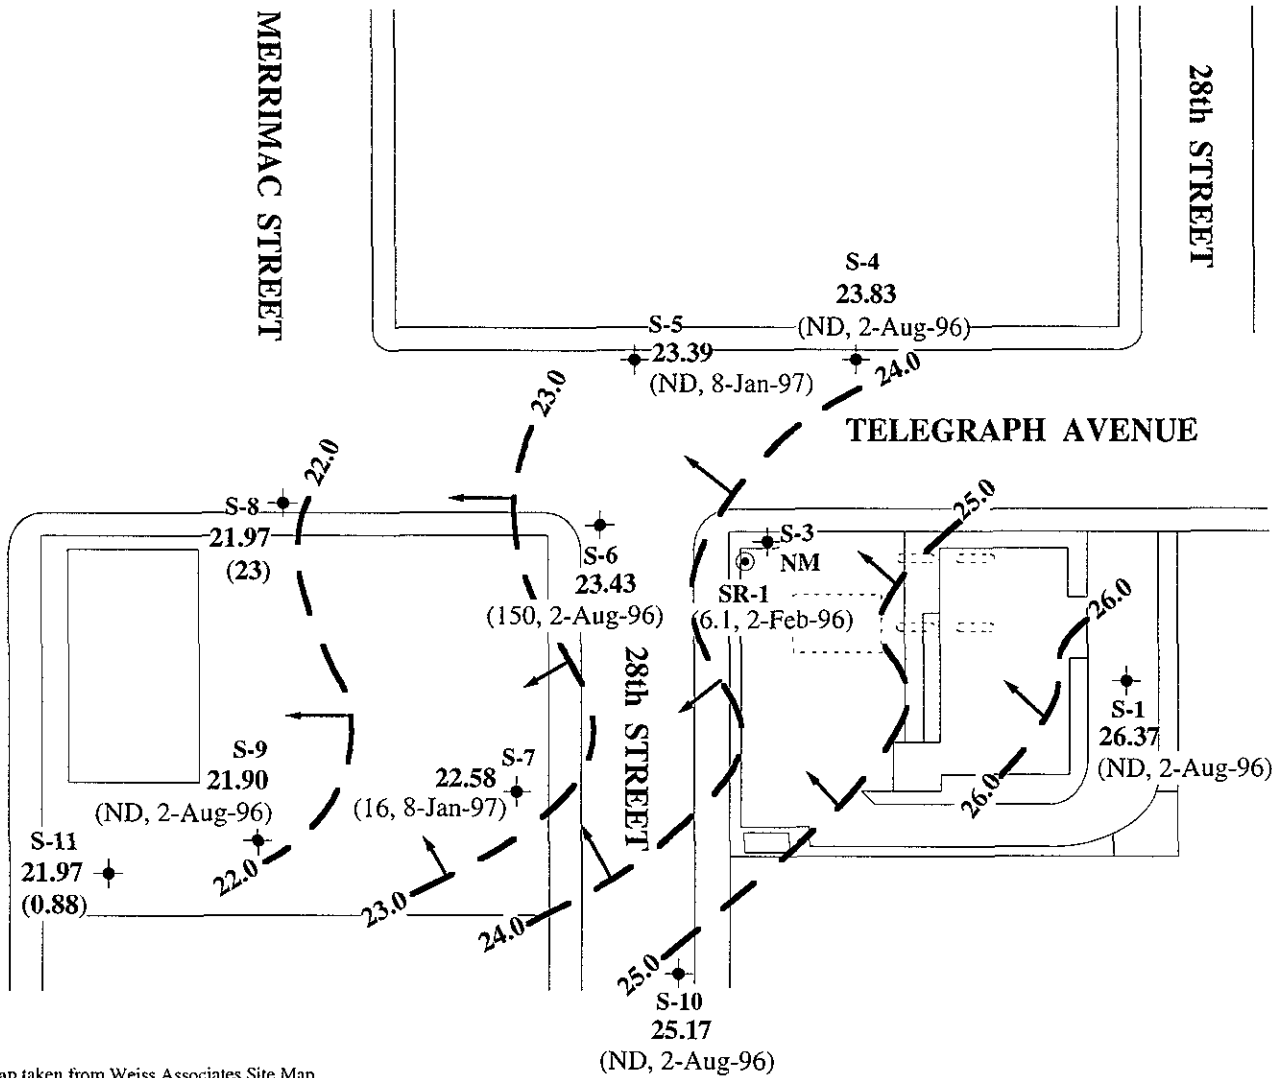 MERRIMAC STREET
28th STREET
S-4
23.83
(ND, 2-Aug-96)
S-5
23.39
(ND, 8-Jan-97)
24.0
23.0
TELEGRAPH AVENUE
22.0
25.0
S-8
21.97
(23)
S-6
23.43
(150, 2-Aug-96)
S-3
NM
SR-1
(6.1, 2-Feb-96)
26.0
28th STREET
S-1
26.37
(ND, 2-Aug-96)
S-9
21.90
(ND, 2-Aug-96)
S-7
22.58
(16, 8-Jan-97)
26.0
S-11
21.97
(0.88)
22.0
23.0
24.0
25.0
S-10
25.17
(ND, 2-Aug-96)
taken from Weiss Associates Site Map